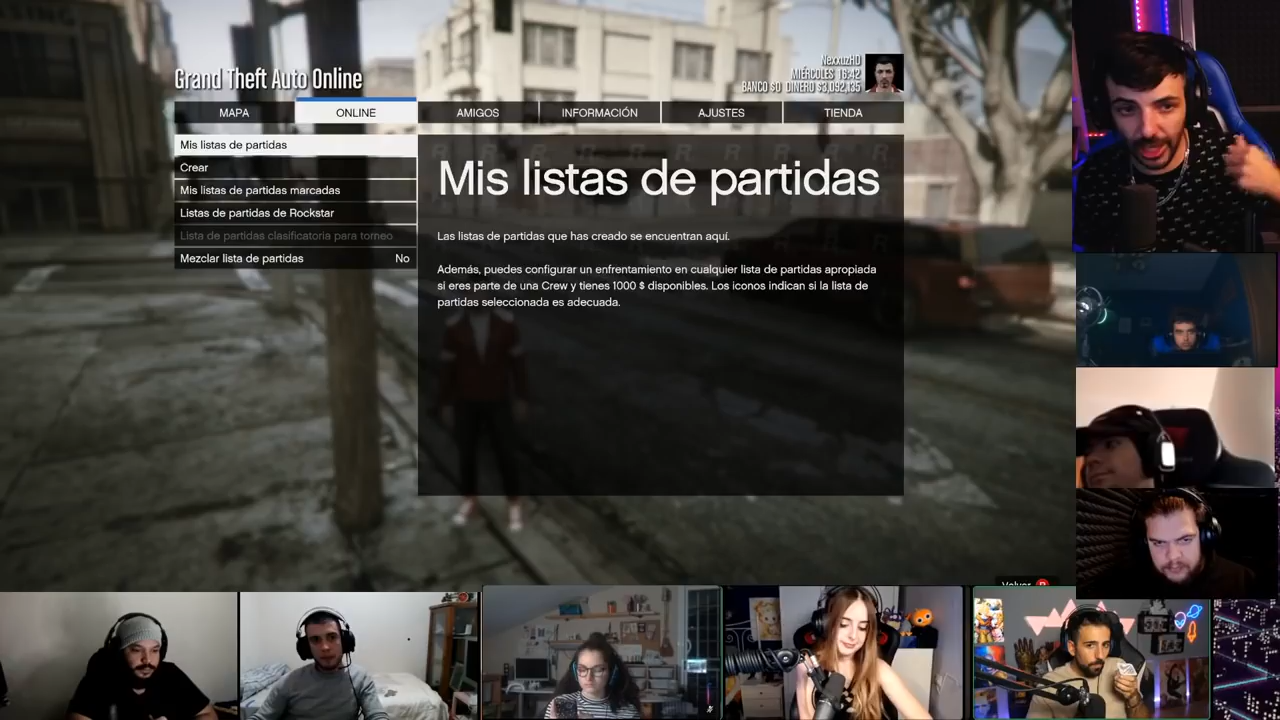 Grand Theft Auto Online
NexxuzHD
MIÉRCOLES 16:42
BANCO $0 DINERO $3,092,135
MAPA
ONLINE
AMIGOS
INFORMACIÓN
AJUSTES
TIENDA
Mis listas de partidas
Crear
Mis listas de partidas marcadas
Listas de partidas de Rockstar
Lista de partidas clasificatoria para torneo
Mezclar lista de partidas No
Mis listas de partidas
Las listas de partidas que has creado se encuentran aquí.
Además, puedes configurar un enfrentamiento en cualquier lista de partidas apropiada
si eres parte de una Crew y tienes 1000 $ disponibles. Los iconos indican si la lista de
partidas seleccionada es adecuada.
Volver